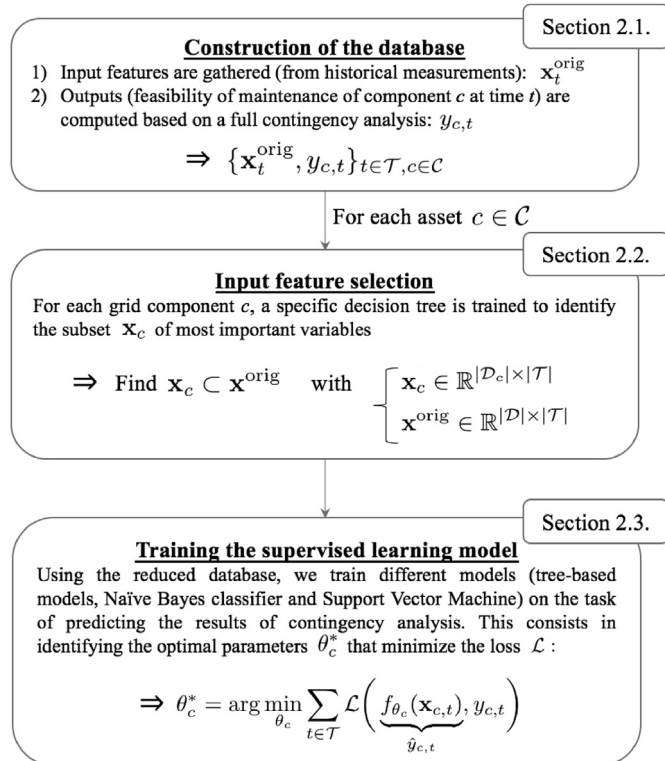 Section 2.1.
Construction of the database
1) Input features are gathered (from historical measurements): 𝐱ₜᵒʳⁱᵍ
2) Outputs (feasibility of maintenance of component c at time t) are
computed based on a full contingency analysis: y_{c,t}
⇒ {𝐱_t^{orig}, y_{c,t}}_{t∈𝒯,c∈𝒞}
For each asset c ∈ 𝒞
Section 2.2.
Input feature selection
For each grid component c, a specific decision tree is trained to identify
the subset 𝐱_c of most important variables
⇒ Find 𝐱_c ⊂ 𝐱^{orig} with { 𝐱_c ∈ ℝ^{|𝒟_c|×|𝒯|}
𝐱^{orig} ∈ ℝ^{|𝒟|×|𝒯|}
Section 2.3.
Training the supervised learning model
Using the reduced database, we train different models (tree-based
models, Naïve Bayes classifier and Support Vector Machine) on the task
of predicting the results of contingency analysis. This consists in
identifying the optimal parameters θ_c^* that minimize the loss ℒ :
⇒ θ_c^* = arg min_{θ_c} ∑_{t∈𝒯} ℒ( f_{θ_c}(𝐱_{c,t}), y_{c,t} )
ŷ_{c,t}